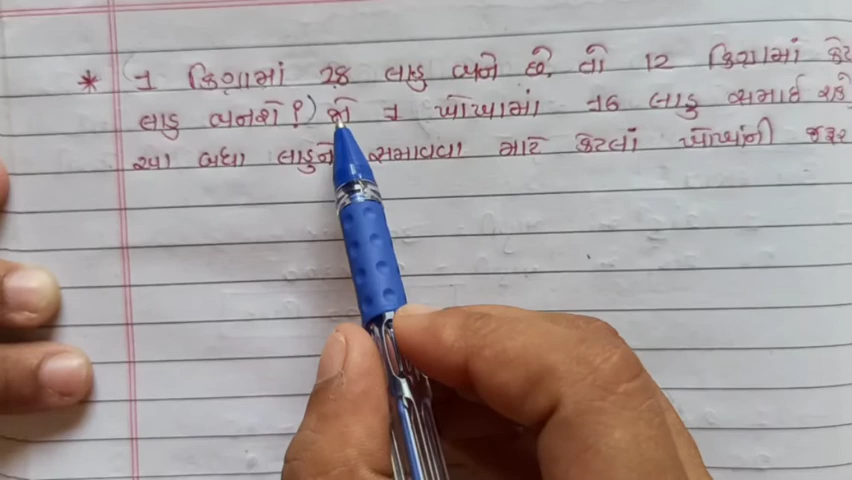 * (1 કિગ્રામાં 28 લાડુ બને છે, તો 12 કિગ્રામાં કેટ
લાડુ બનશે?) જો 1 ખોખામાં 16 લાડુ સમાઈ શકે
આ બધા લાડુને સમાવવા માટે કેટલાં ખોખાંની જરૂર